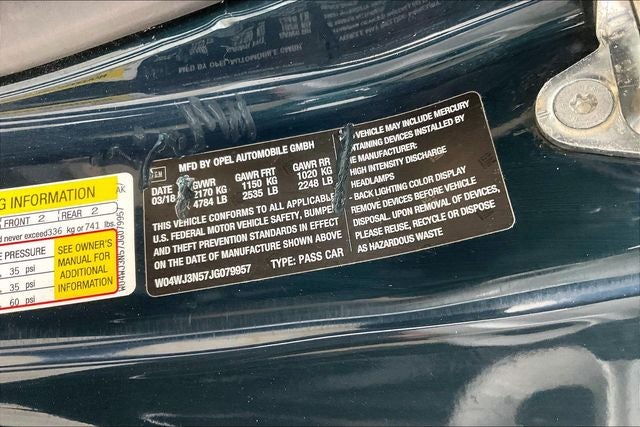 MFD BY OPEL AUTOMOBILE GMBH
GM
DATE GVWR GAWR FRT GAWR RR
03/18 2170 KG 1150 KG 1020 KG
4784 LB 2535 LB 2248 LB
THIS VEHICLE CONFORMS TO ALL APPLICABLE
U.S. FEDERAL MOTOR VEHICLE SAFETY, BUMPER
AND THEFT PREVENTION STANDARDS IN EFFECT
ON THE DATE OF MANUFACTURE SHOWN ABOVE
W04WJ3N57JG079957 TYPE: PASS CAR
VEHICLE MAY INCLUDE MERCURY
CONTAINING DEVICES INSTALLED BY
THE MANUFACTURER:
HIGH INTENSITY DISCHARGE
HEADLAMPS
- BACK LIGHTING COLOR DISPLAY
REMOVE DEVICES BEFORE VEHICLE
DISPOSAL. UPON REMOVAL OF DEVICES,
PLEASE REUSE, RECYCLE OR DISPOSE
AS HAZARDOUS WASTE
INFORMATION
FRONT 2 REAR 2
never exceed 336 kg or 741 lbs
PRESSURE
35 psi
35 psi
60 psi
SEE OWNER'S
MANUAL FOR
ADDITIONAL
INFORMATION
W04WJ3N57JG079957